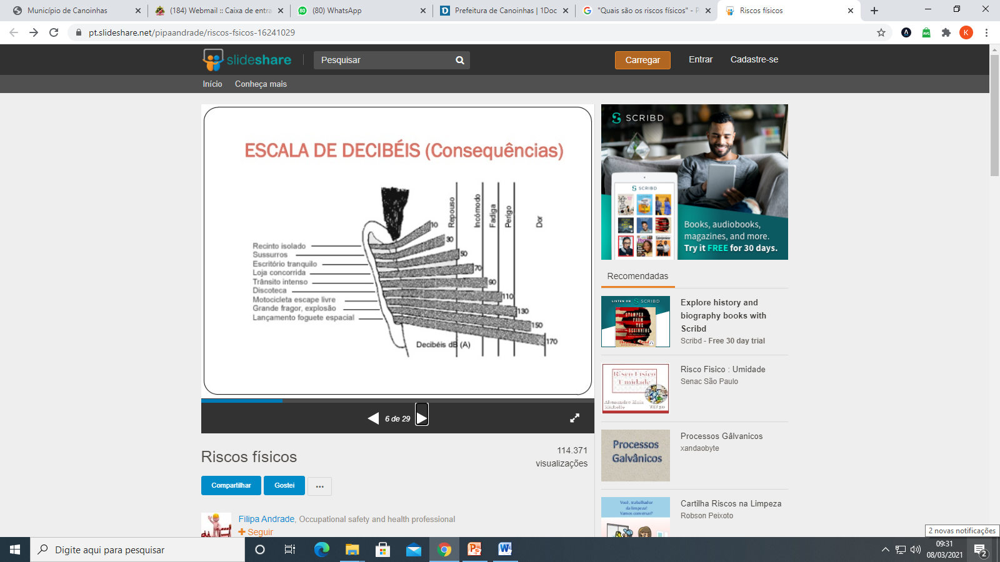 Município de Canoinhas
(184) Webmail :: Caixa de entra
(80) WhatsApp
Prefeitura de Canoinhas | 1Doc
"Quais são os riscos físicos" - P
Riscos físicos
pt.slideshare.net/pipaandrade/riscos-fsicos-16241029
K
slideshare
Pesquisar
Carregar
Entrar
Cadastre-se
Início
Conheça mais
ESCALA DE DECIBÉIS (Consequências)
Repouso
Incómodo
Fadiga
Perigo
Dor
Recinto isolado
Sussurros
Escritório tranquilo
Loja concorrida
Trânsito intenso
Discoteca
Motocicleta escape livre
Grande fragor, explosão
Lançamento foguete espacial
10
30
50
70
90
110
130
150
170
Decibéis dB (A)
6 de 29
Riscos físicos
114.371
visualizações
Compartilhar
Gostei
...
Filipa Andrade, Occupational safety and health professional
+ Seguir
SCRIBD
SCRIBD
Books, audiobooks,
magazines, and more.
Try it FREE for 30 days.
Recomendadas
LISTEN ON SCRIBD
STAMPED
FROM THE
BEGINNING
Explore history and
biography books with
Scribd
Scribd - Free 30 day trial
Risco Fisico
Umidade
Risco Fisico : Umidade
Senac São Paulo
Processos
Galvânicos
Processos Gâlvanicos
xandaobyte
Você, trabalhador
da limpeza!
Vamos conversar?
Cartilha Riscos na Limpeza
Robson Peixoto
2 novas notificações
Digite aqui para pesquisar
09:31
08/03/2021
2